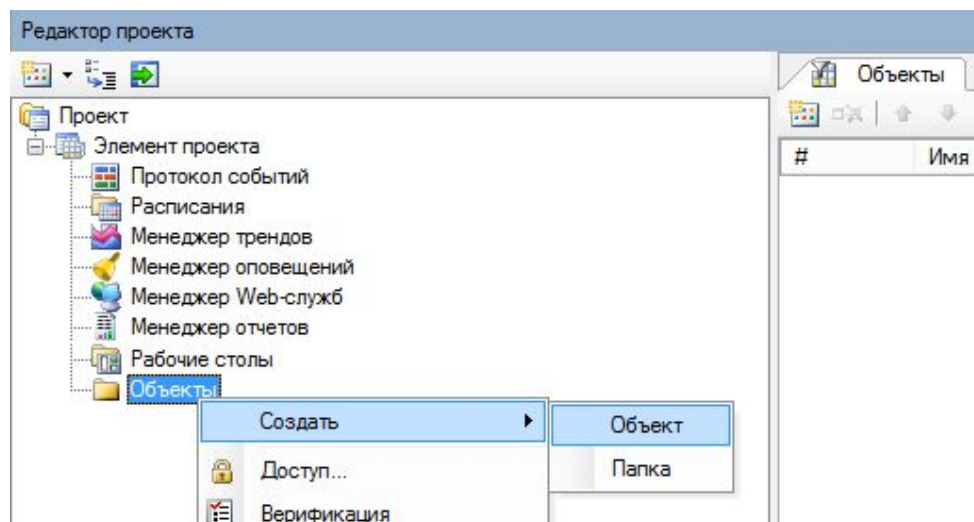 Редактор проекта
Объекты
Проект
# Имя
Элемент проекта
Протокол событий
Расписания
Менеджер трендов
Менеджер оповещений
Менеджер Web-служб
Менеджер отчетов
Рабочие столы
Объекты
Создать
Объект
Доступ...
Папка
Верификация